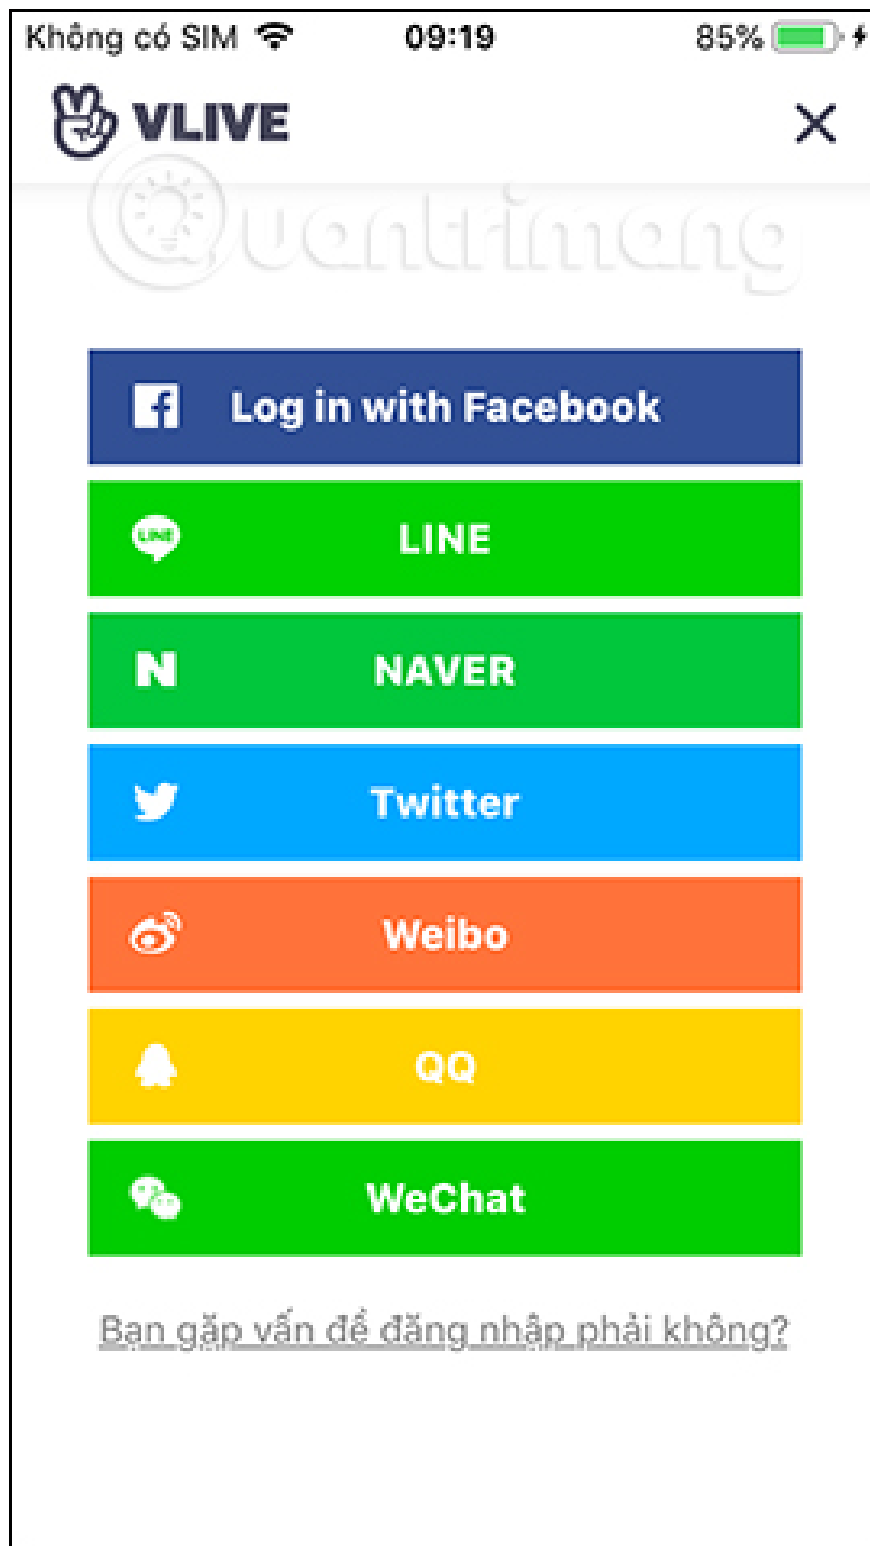 Không có SIM 09:19 85%
VLIVE
Quantrimang
Log in with Facebook
LINE LINE
N NAVER
Twitter
Weibo
QQ
WeChat
Bạn gặp vấn đề đăng nhập phải không?